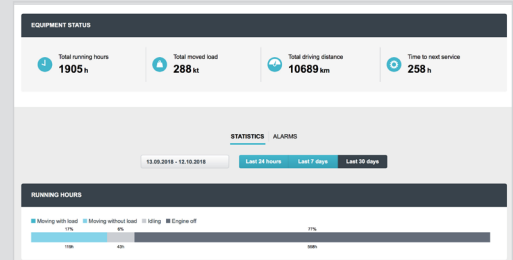 EQUIPMENT STATUS
Total running hours
1905 h
Total moved load
288 kt
Total driving distance
10689 km
Time to next service
258 h
STATISTICS ALARMS
13.09.2018 - 12.10.2018
Last 24 hours Last 7 days Last 30 days
RUNNING HOURS
Moving with load Moving without load Idling Engine off
17% 6% 77%